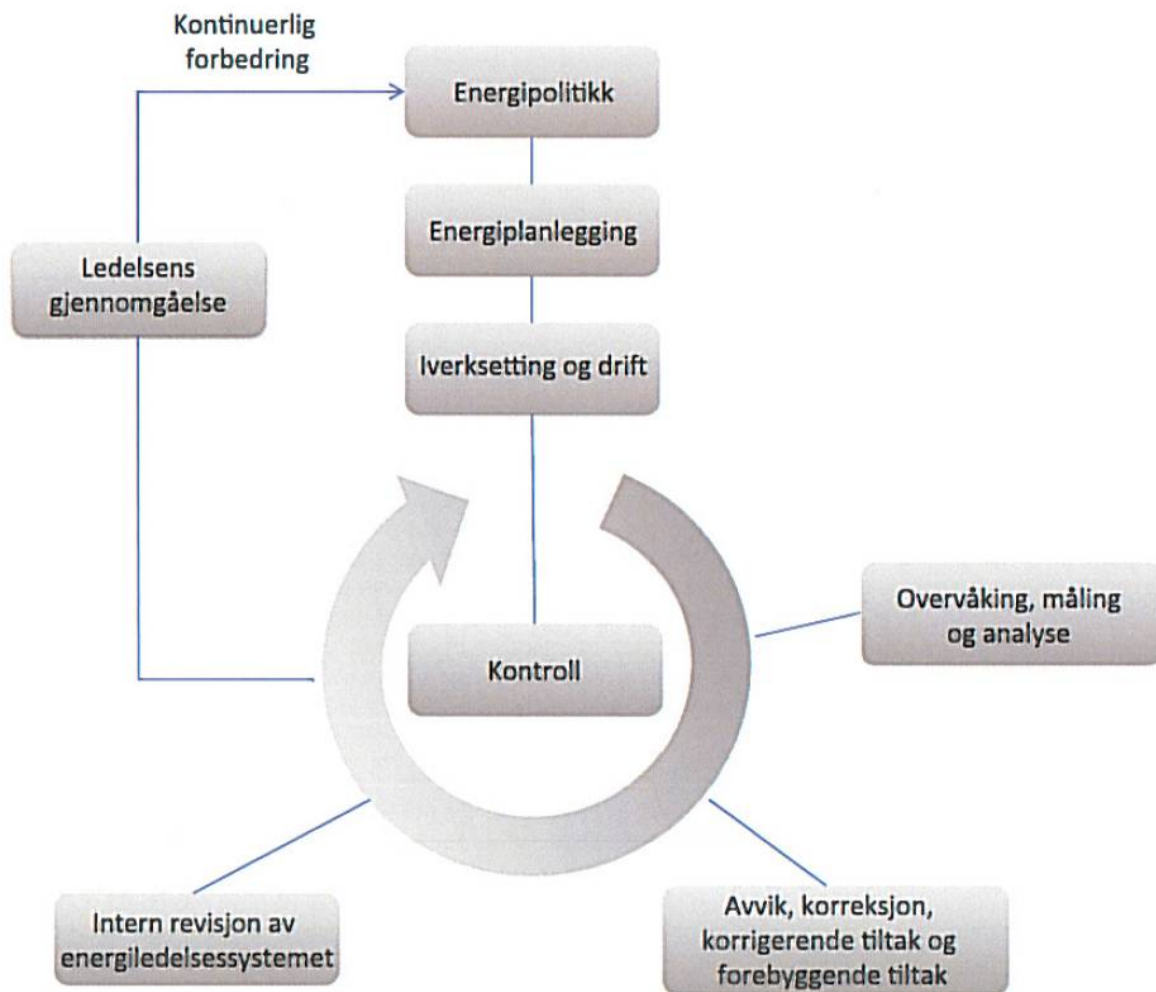 Kontinuerlig
forbedring
Energipolitikk
Energiplanlegging
Ledelsens
gjennomgåelse
Iverksetting og drift
Overvåking, måling
og analyse
Kontroll
Intern revisjon av
energiledelsessystemet
Avvik, korreksjon,
korrigerende tiltak og
forebyggende tiltak